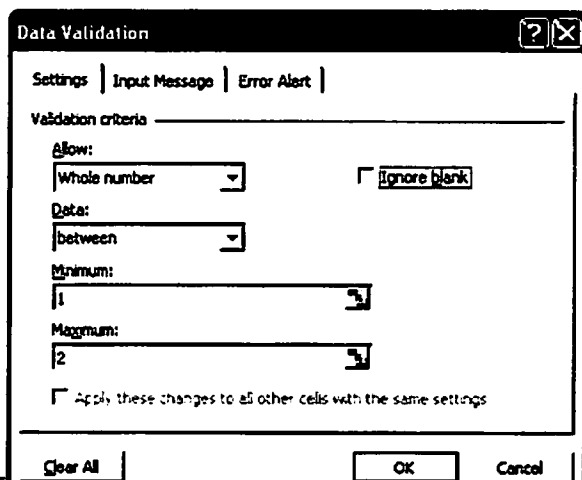 Data Validation
Settings Input Message Error Alert
Validation criteria
Allow:
Whole number
Ignore blank
Data:
between
Minimum:
1
Maximum:
2
Apply these changes to all other cells with the same settings
Clear All OK Cancel